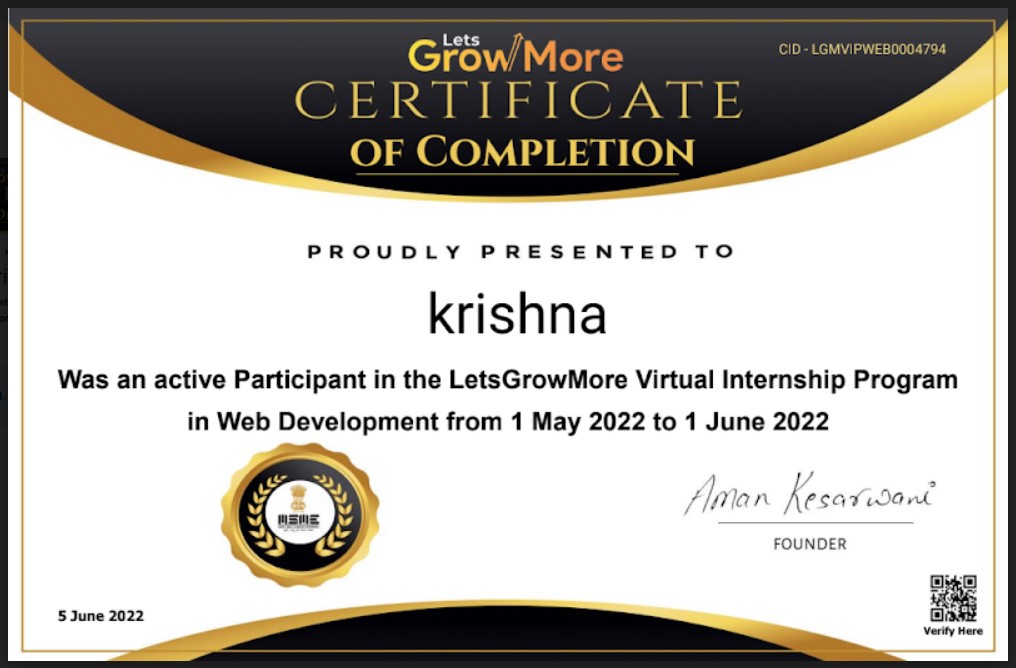 Lets
GrowMore
CID - LGMVIPWEB0004794
CERTIFICATE
OF COMPLETION
PROUDLY PRESENTED TO
krishna
Was an active Participant in the LetsGrowMore Virtual Internship Program
in Web Development from 1 May 2022 to 1 June 2022
MSME
Aman Kesarwani
FOUNDER
5 June 2022
Verify Here